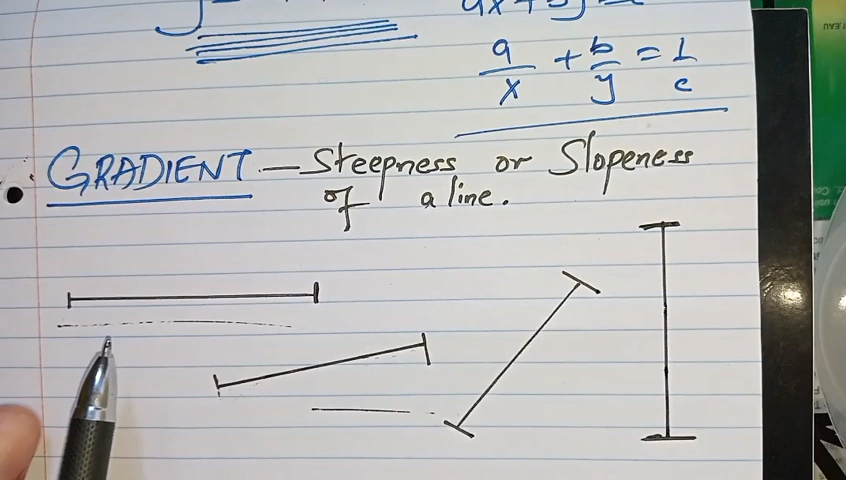 a/x + b/y = 1/c
GRADIENT — Steepness or Slopeness
of a line.